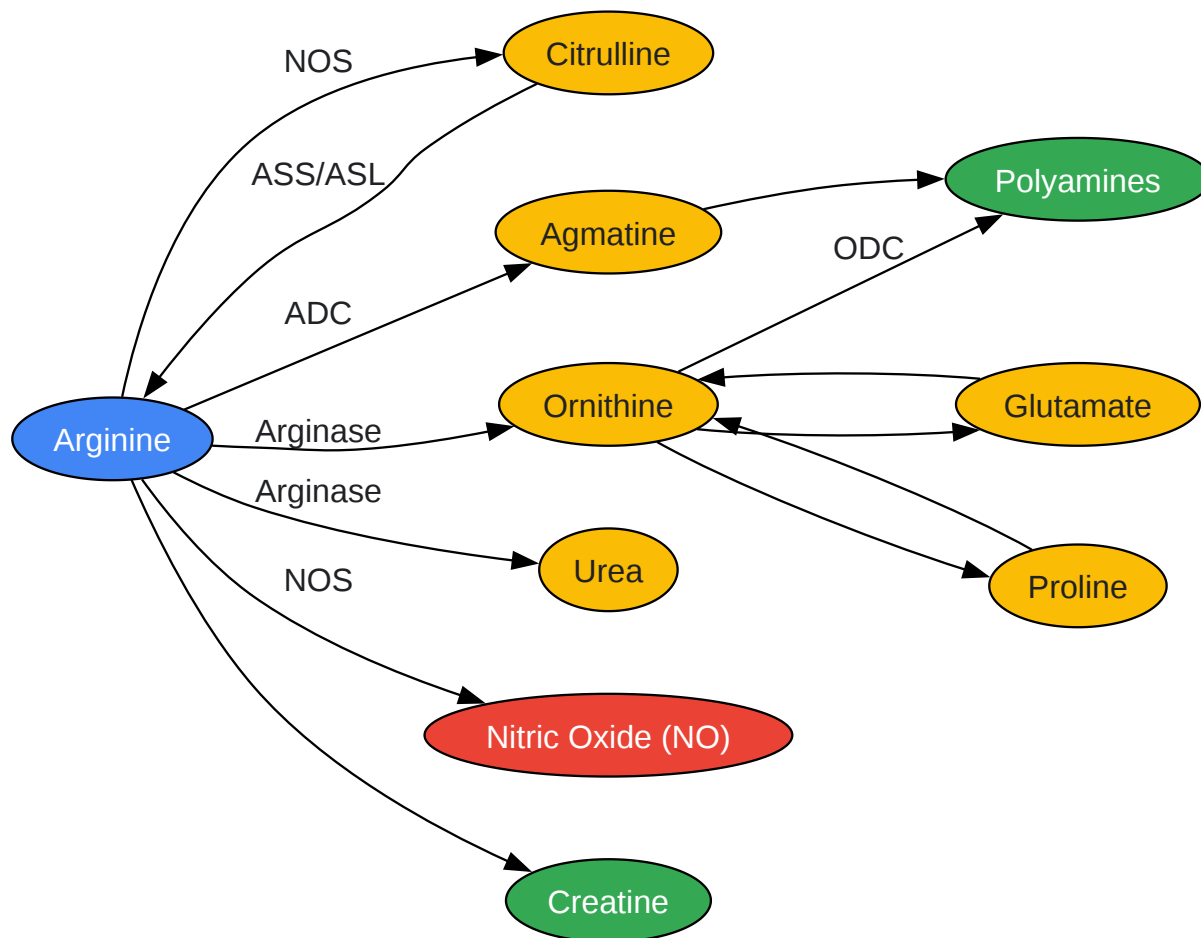 NOS
Citrulline
ASS/ASL
Polyamines
Agmatine
ODC
ADC
Arginine
Arginase
Ornithine
Glutamate
Arginase
Urea
Proline
NOS
Nitric Oxide (NO)
Creatine